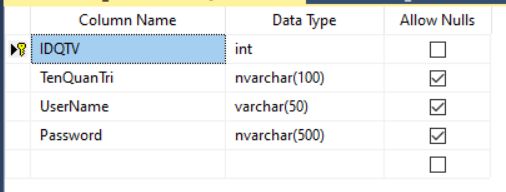 Column Name Data Type Allow Nulls
IDQTV int
TenQuanTri nvarchar(100)
UserName varchar(50)
Password nvarchar(500)